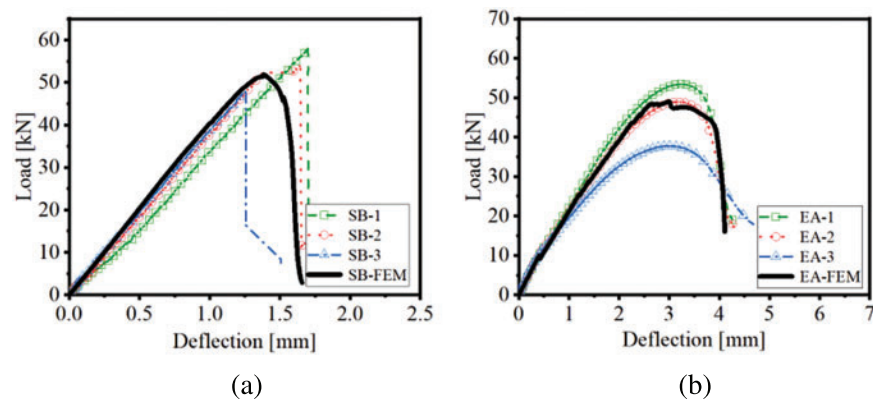 60
50
40
30
20
10
0
Load [kN]
SB-1
SB-2
SB-3
SB-FEM
0.0 0.5 1.0 1.5 2.0 2.5
Deflection [mm]
(a)
70
60
50
40
30
20
10
0
Load [kN]
EA-1
EA-2
EA-3
EA-FEM
0 1 2 3 4 5 6 7
Deflection [mm]
(b)